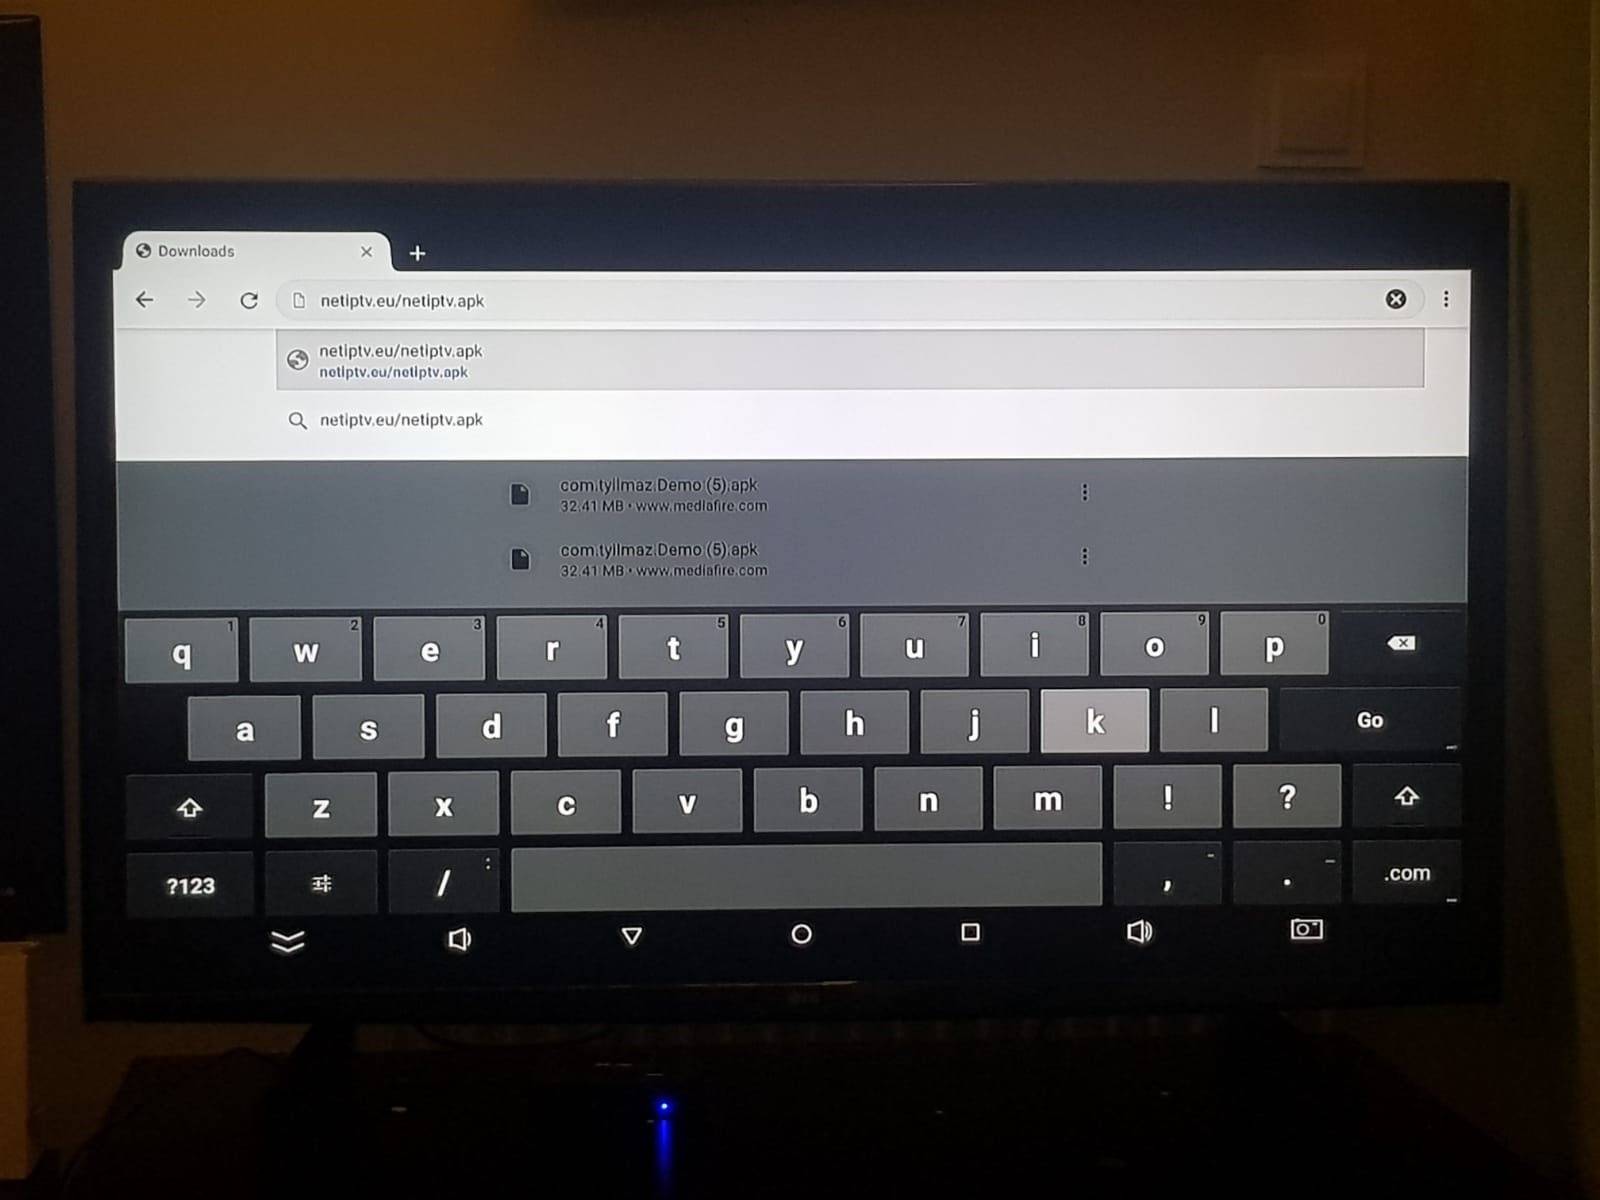 Downloads
netiptv.eu/netiptv.apk
netiptv.eu/netiptv.apk
netiptv.eu/netiptv.apk
netiptv.eu/netiptv.apk
com.tyilmaz.Demo (5).apk
32.41 MB • www.mediafire.com
com.tyilmaz.Demo (5).apk
32.41 MB • www.mediafire.com
q 1 w 2 e 3 r 4 t 5 y 6 u 7 i 8 o 9 p 0
a s d f g h j k l Go
z x c v b n m ! ?
?123 / : , - . _ .com